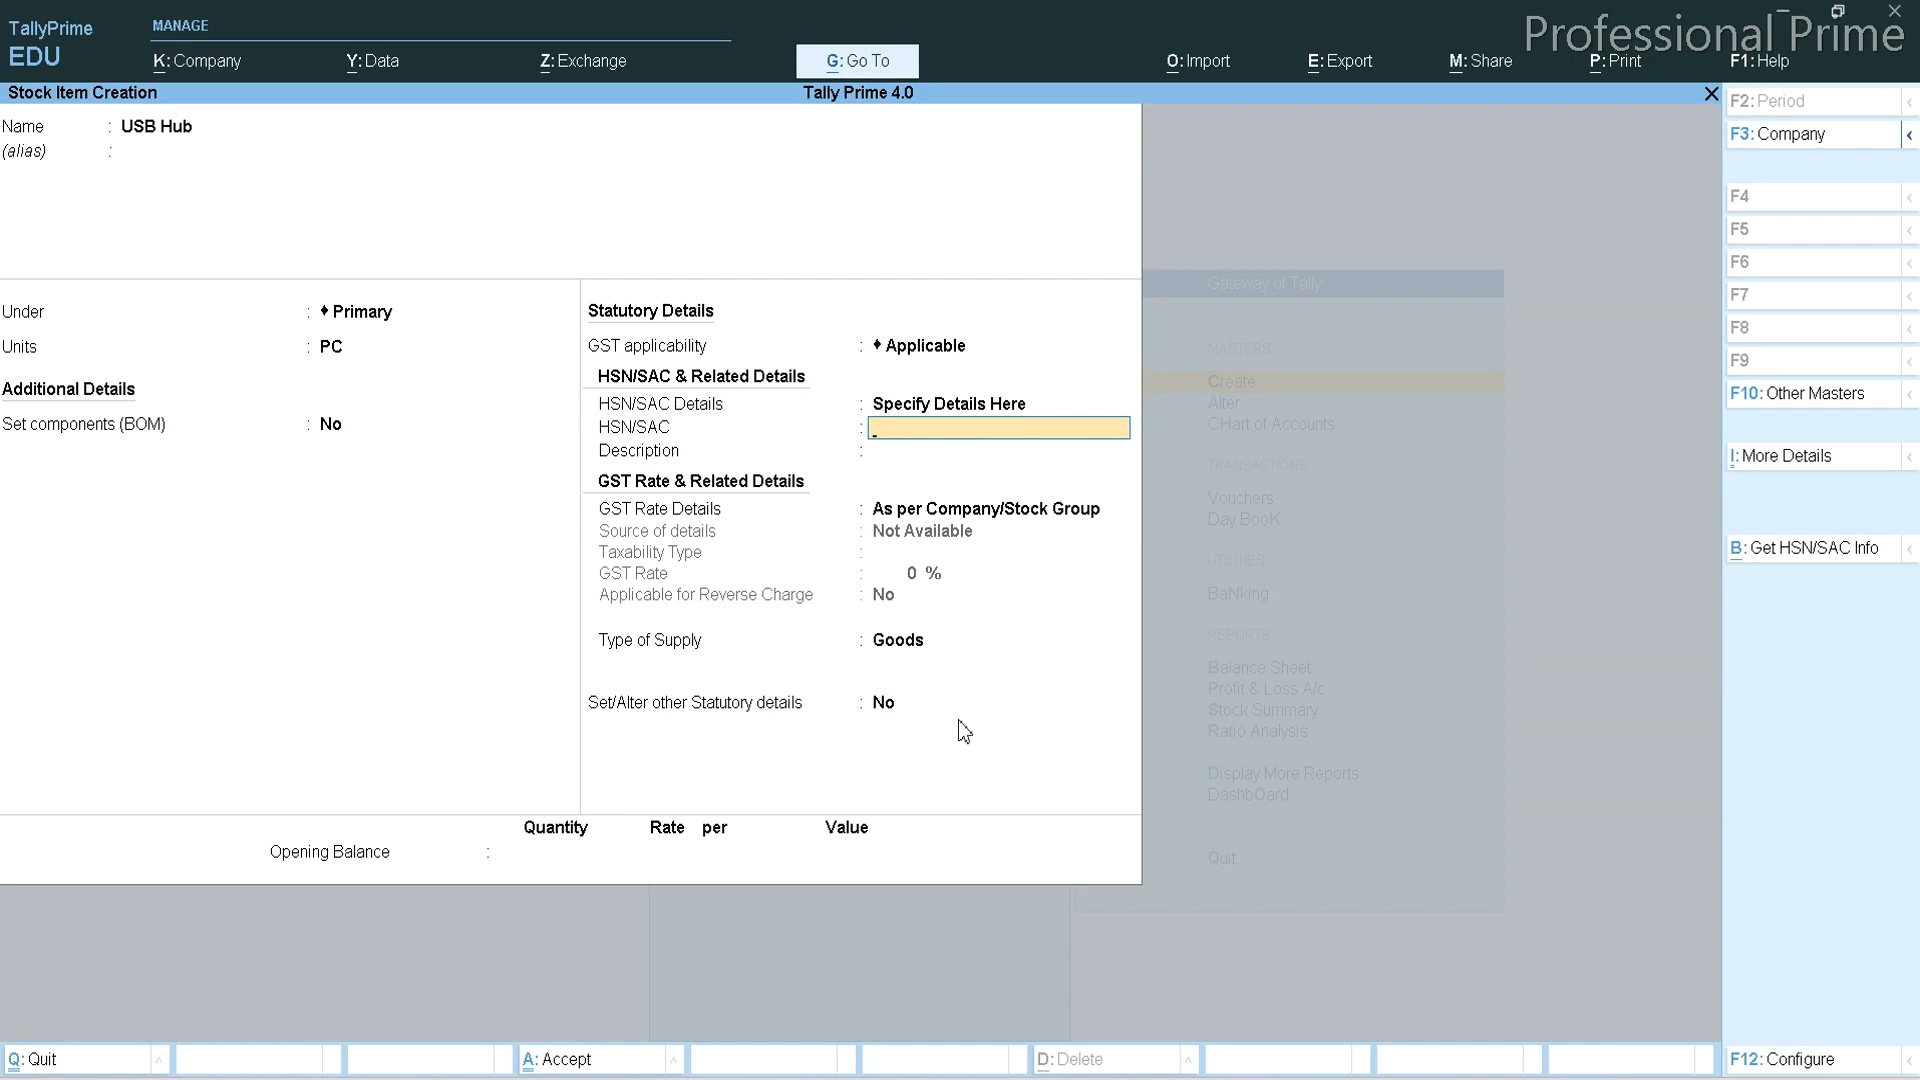 TallyPrime
EDU
MANAGE
K: Company
Y: Data
Z: Exchange
G: Go To
O: Import
E: Export
M: Share
P: Print
F1: Help
Professional Prime
Stock Item Creation
Tally Prime 4.0
Name : USB Hub
(alias) :
Under : ♦ Primary
Units : PC
Additional Details
Set components (BOM) : No
Statutory Details
GST applicability : ♦ Applicable
HSN/SAC & Related Details
HSN/SAC Details : Specify Details Here
HSN/SAC :
Description :
GST Rate & Related Details
GST Rate Details : As per Company/Stock Group
Source of details : Not Available
Taxability Type :
GST Rate : 0 %
Applicable for Reverse Charge : No
Type of Supply : Goods
Set/Alter other Statutory details : No
Quantity Rate per Value
Opening Balance :
Gateway of Tally
MASTERS
Create
Alter
CHart of Accounts
TRANSACTIONS
Vouchers
Day BooK
UTILITIES
BaNking
REPORTS
Balance Sheet
Profit & Loss A/c
Stock Summary
Ratio Analysis
Display More Reports
DashbOard
Quit
F2: Period
F3: Company
F4
F5
F6
F7
F8
F9
F10: Other Masters
I: More Details
B: Get HSN/SAC Info
F12: Configure
Q: Quit
A: Accept
D: Delete